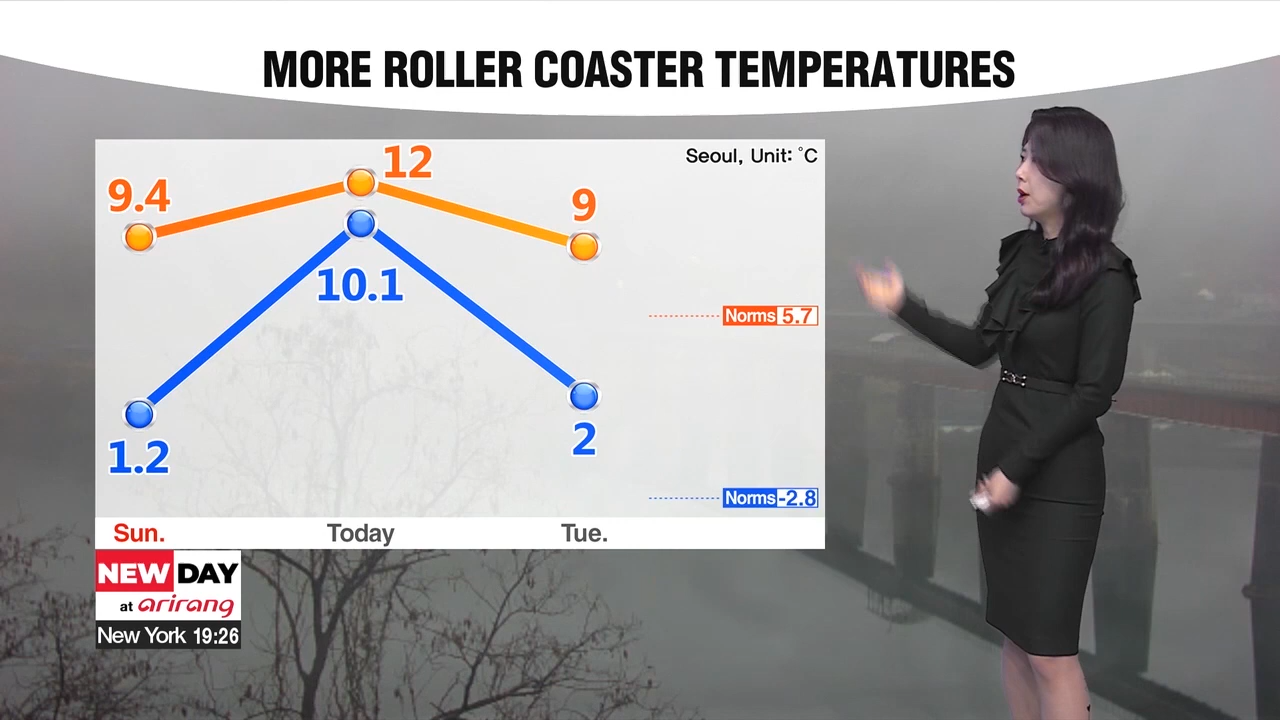 MORE ROLLER COASTER TEMPERATURES
Seoul, Unit: °C
9.4
12
9
10.1
1.2
2
Norms 5.7
Norms -2.8
Sun.
Today
Tue.
NEW DAY
at arirang
New York 19:26